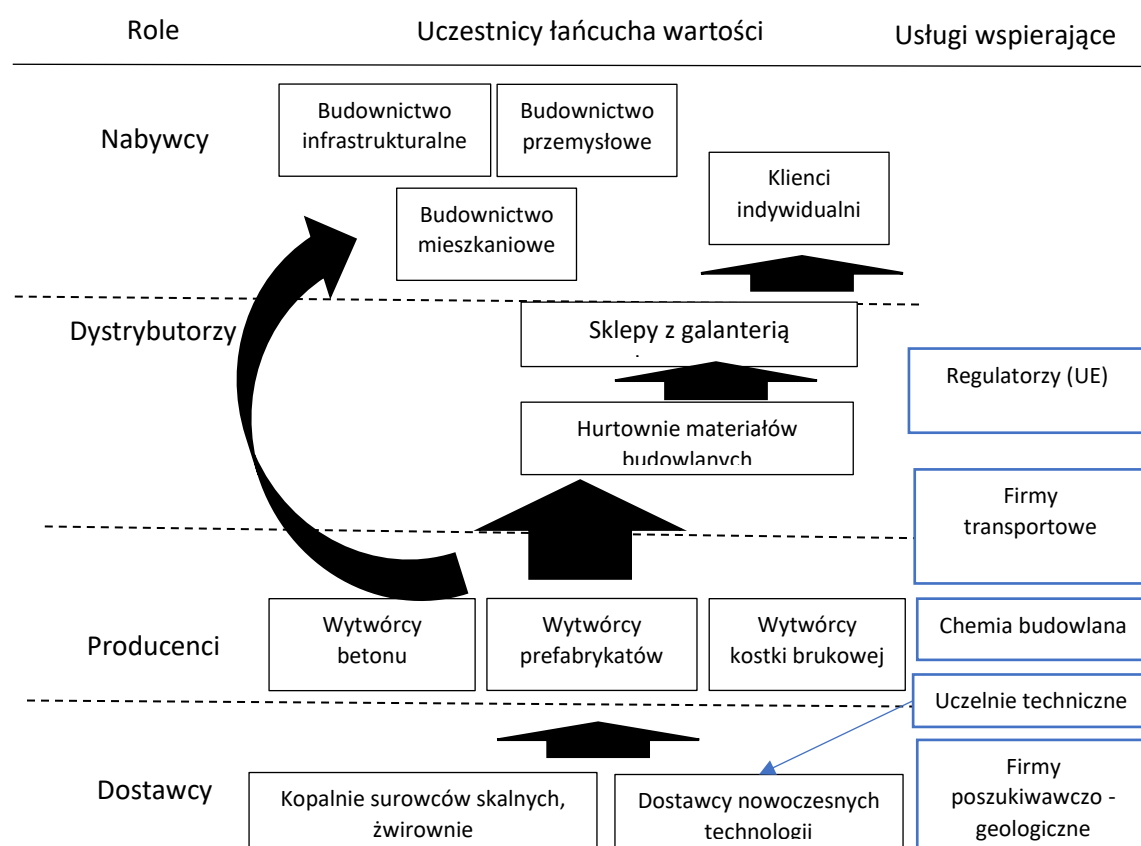 Role
Uczestnicy łańcucha wartości
Usługi wspierające
Nabywcy
Budownictwo
infrastrukturalne
Budownictwo
przemysłowe
Klienci
indywidualni
Budownictwo
mieszkaniowe
Dystrybutorzy
Sklepy z galanterią
Regulatorzy (UE)
Hurtownie materiałów
budowlanych
Firmy
transportowe
Producenci
Wytwórcy
betonu
Wytwórcy
prefabrykatów
Wytwórcy
kostki brukowej
Chemia budowlana
Uczelnie techniczne
Dostawcy
Kopalnie surowców skalnych,
żwirownie
Dostawcy nowoczesnych
technologii
Firmy
poszukiwawczo -
geologiczne